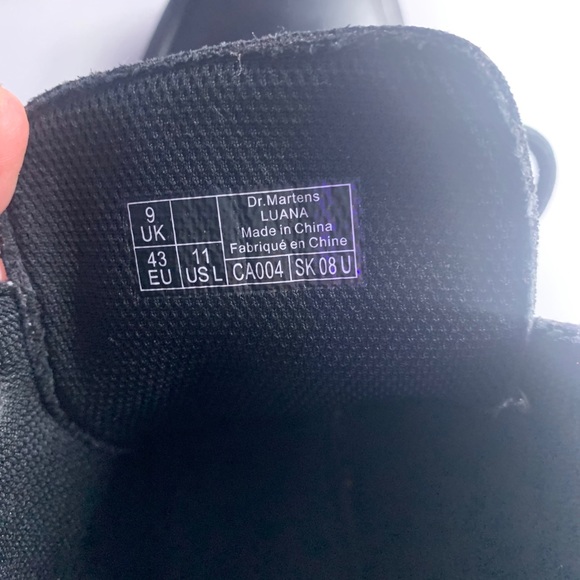 9
UK
43
EU
11
US L
Dr.Martens
LUANA
Made in China
Fabriqué en Chine
CA004
SK 08 U